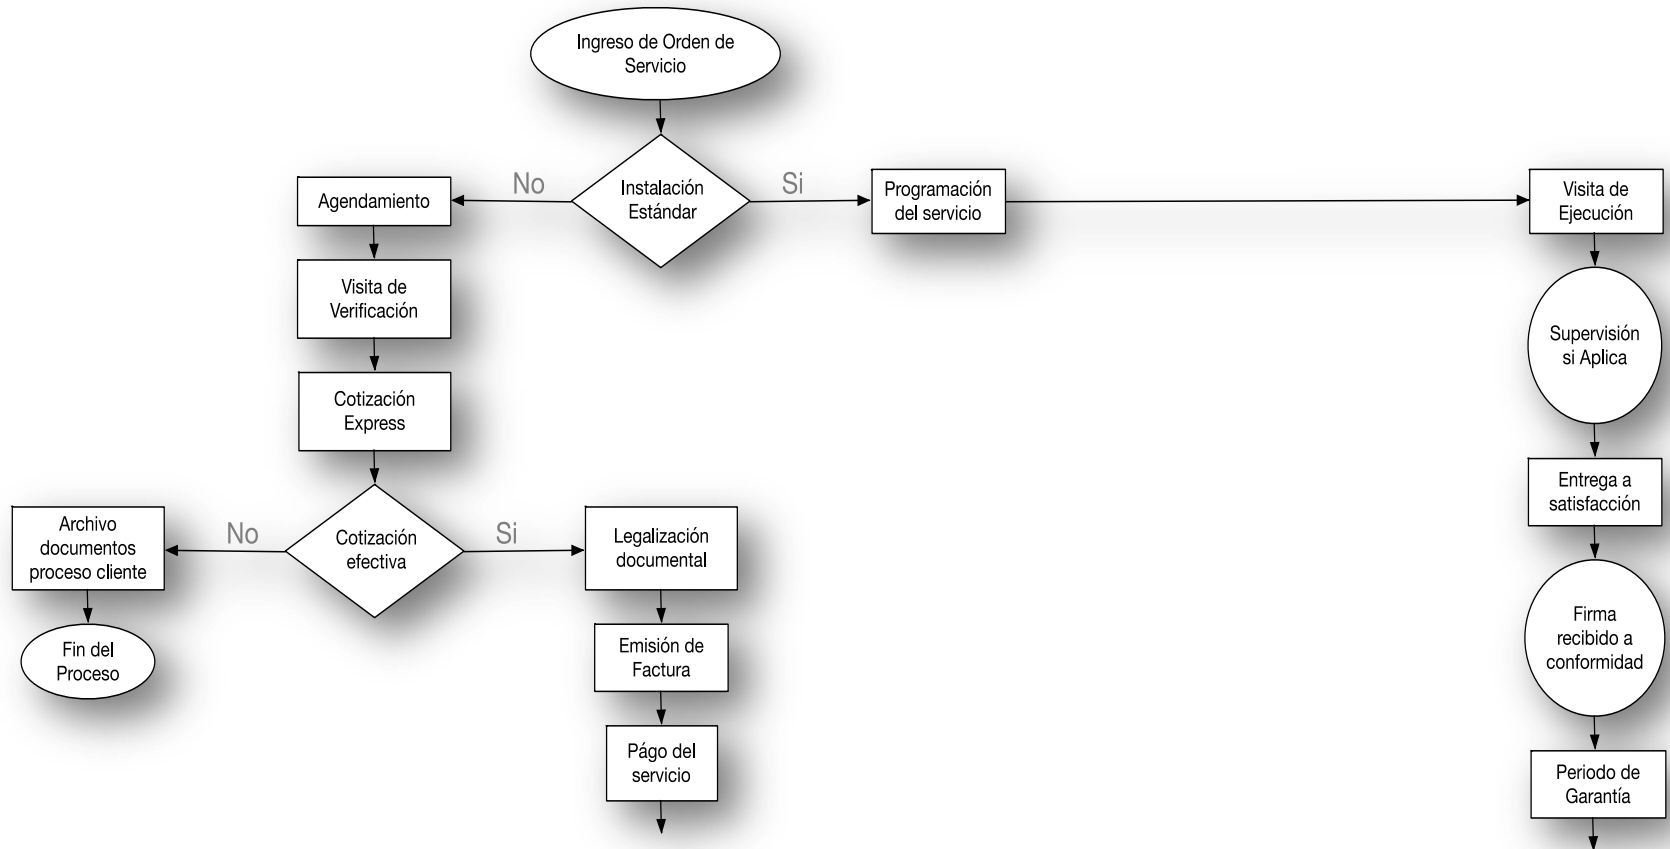 Ingreso de Orden de
Servicio
Instalación
Estándar
No
Si
Agendamiento
Programación
del servicio
Visita de
Ejecución
Visita de
Verificación
Supervisión
si Aplica
Cotización
Express
Entrega a
satisfacción
Cotización
efectiva
No
Si
Archivo
documentos
proceso cliente
Legalización
documental
Fin del
Proceso
Emisión de
Factura
Firma
recibido a
conformidad
Págo del
servicio
Periodo de
Garantía